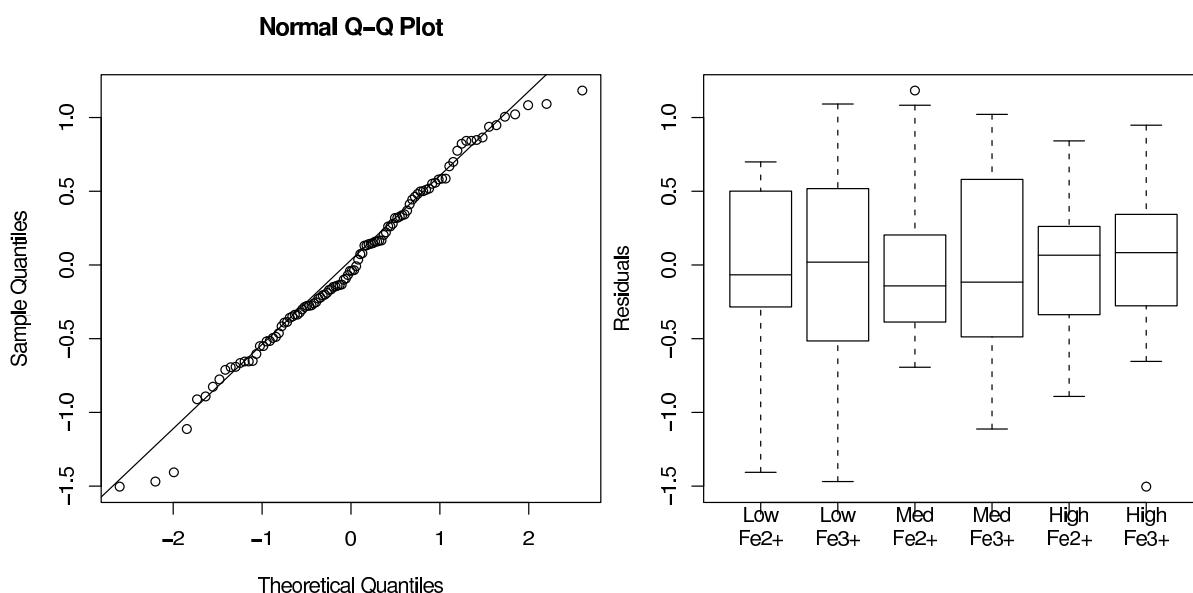 Normal Q−Q Plot
1.0
0.5
0.0
−0.5
−1.0
−1.5
Sample Quantiles
−2
−1
0
1
2
Theoretical Quantiles
1.0
0.5
0.0
−0.5
−1.0
−1.5
Residuals
Low Low Med Med High High
Fe2+ Fe3+ Fe2+ Fe3+ Fe2+ Fe3+